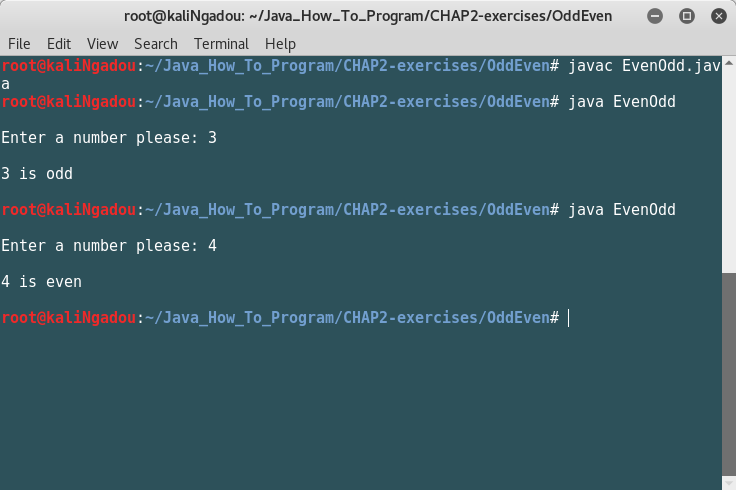 root@kaliNgadou: ~/Java_How_To_Program/CHAP2-exercises/OddEven
File Edit View Search Terminal Help
root@kaliNgadou:~/Java_How_To_Program/CHAP2-exercises/OddEven# javac EvenOdd.jav
a
root@kaliNgadou:~/Java_How_To_Program/CHAP2-exercises/OddEven# java EvenOdd
Enter a number please: 3
3 is odd
root@kaliNgadou:~/Java_How_To_Program/CHAP2-exercises/OddEven# java EvenOdd
Enter a number please: 4
4 is even
root@kaliNgadou:~/Java_How_To_Program/CHAP2-exercises/OddEven#